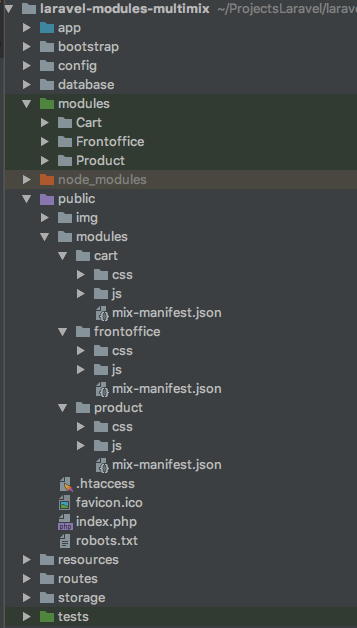 laravel-modules-multimix ~/ProjectsLaravel/larav
app
bootstrap
config
database
modules
Cart
Frontoffice
Product
node_modules
public
img
modules
cart
css
js
mix-manifest.json
frontoffice
css
js
mix-manifest.json
product
css
js
mix-manifest.json
.htaccess
favicon.ico
index.php
robots.txt
resources
routes
storage
tests